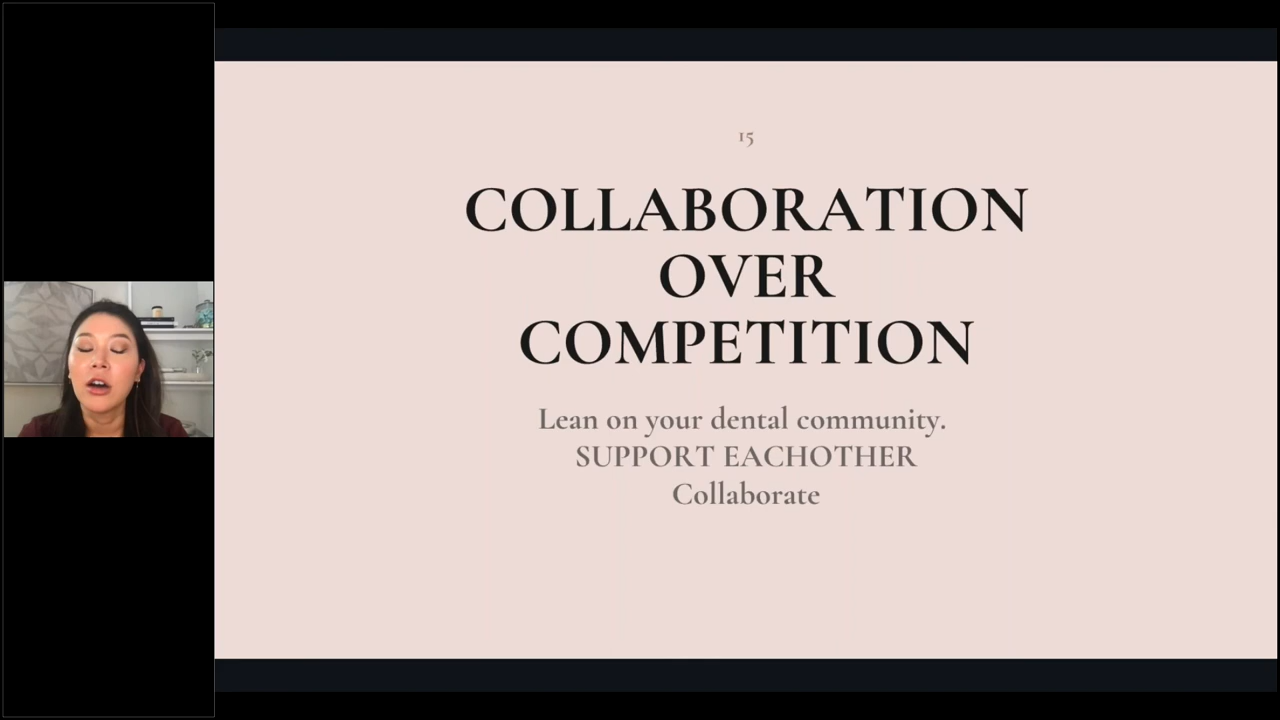 15
COLLABORATION
OVER
COMPETITION
Lean on your dental community.
SUPPORT EACHOTHER
Collaborate